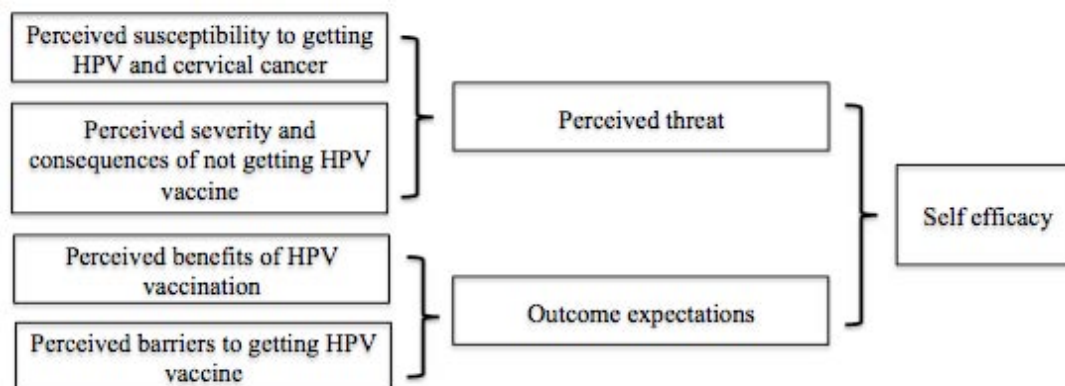 Perceived susceptibility to getting
HPV and cervical cancer
Perceived severity and
consequences of not getting HPV
vaccine
Perceived benefits of HPV
vaccination
Perceived barriers to getting HPV
vaccine
Perceived threat
Outcome expectations
Self efficacy